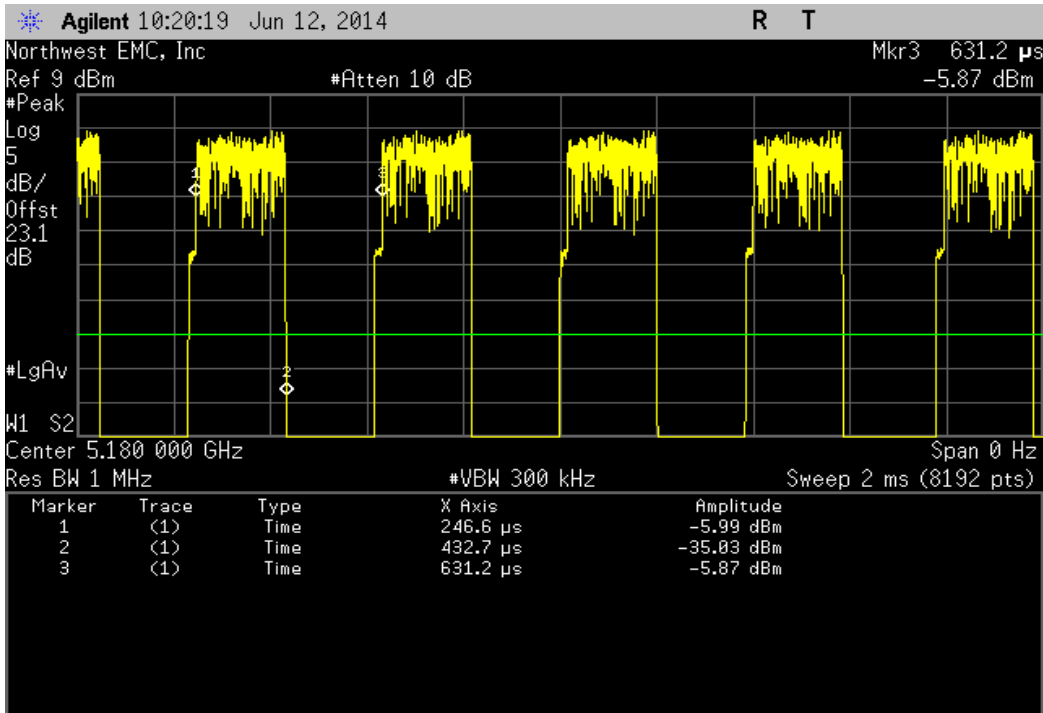 Agilent 10:20:19 Jun 12, 2014 R T
Northwest EMC, Inc Mkr3 631.2 µs
Ref 9 dBm #Atten 10 dB -5.87 dBm
#Peak
Log
5
dB/
Offst
23.1
dB
1
3
2
#LgAv
W1 S2
Center 5.180 000 GHz Span 0 Hz
Res BW 1 MHz #VBW 300 kHz Sweep 2 ms (8192 pts)
Marker Trace Type X Axis Amplitude
1 (1) Time 246.6 µs -5.99 dBm
2 (1) Time 432.7 µs -35.03 dBm
3 (1) Time 631.2 µs -5.87 dBm